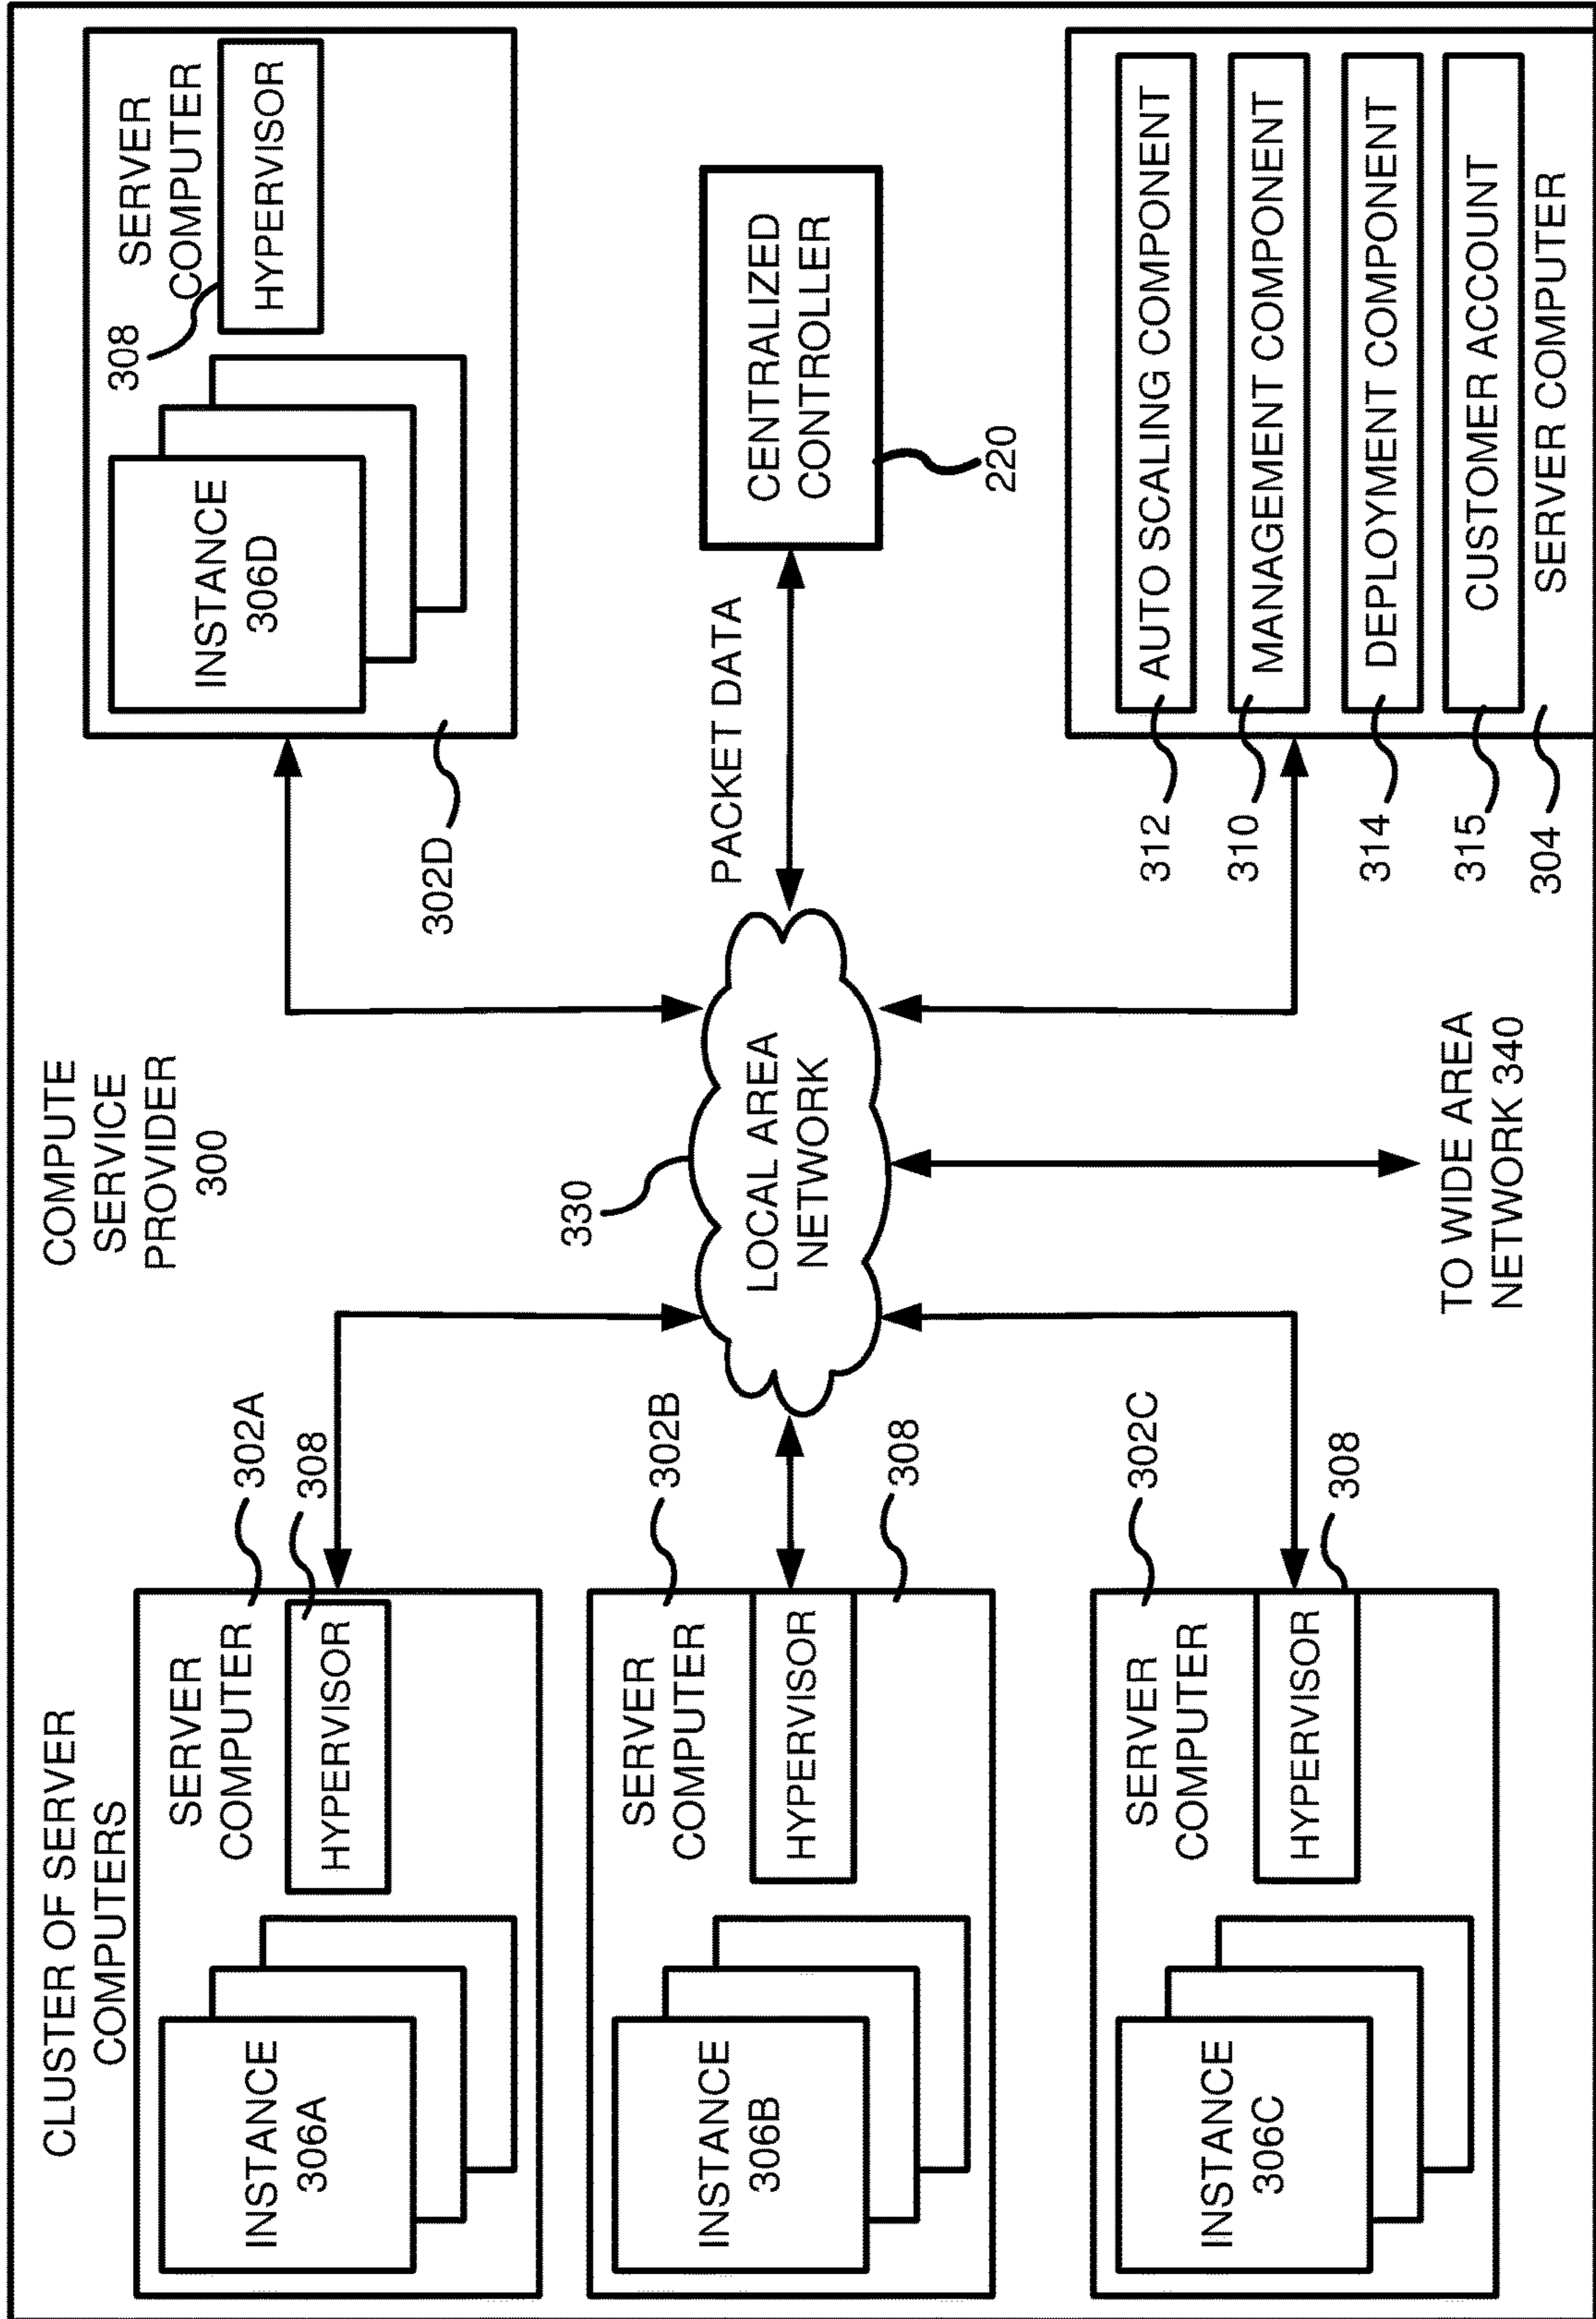 CLUSTER OF SERVER
COMPUTERS
COMPUTE
SERVICE
PROVIDER
300
SERVER
COMPUTER
HYPERVISOR
INSTANCE
306A
302A
308
SERVER
COMPUTER
HYPERVISOR
INSTANCE
306B
302B
308
SERVER
COMPUTER
HYPERVISOR
INSTANCE
306C
302C
308
330
LOCAL AREA
NETWORK
TO WIDE AREA
NETWORK 340
308
SERVER
COMPUTER
HYPERVISOR
INSTANCE
306D
302D
PACKET DATA
CENTRALIZED
CONTROLLER
220
312
AUTO SCALING COMPONENT
310
MANAGEMENT COMPONENT
314
DEPLOYMENT COMPONENT
315
CUSTOMER ACCOUNT
304
SERVER COMPUTER